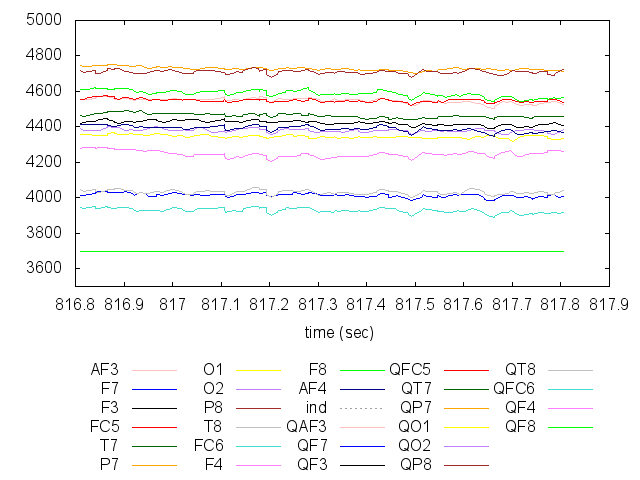 5000
4800
4600
4400
4200
4000
3800
3600
816.8 816.9 817 817.1 817.2 817.3 817.4 817.5 817.6 817.7 817.8 817.9
time (sec)
AF3 O1 F8 QFC5 QT8
F7 O2 AF4 QT7 QFC6
F3 P8 ind QP7 QF4
FC5 T8 QAF3 QO1 QF8
T7 FC6 QF7 QO2
P7 F4 QF3 QP8